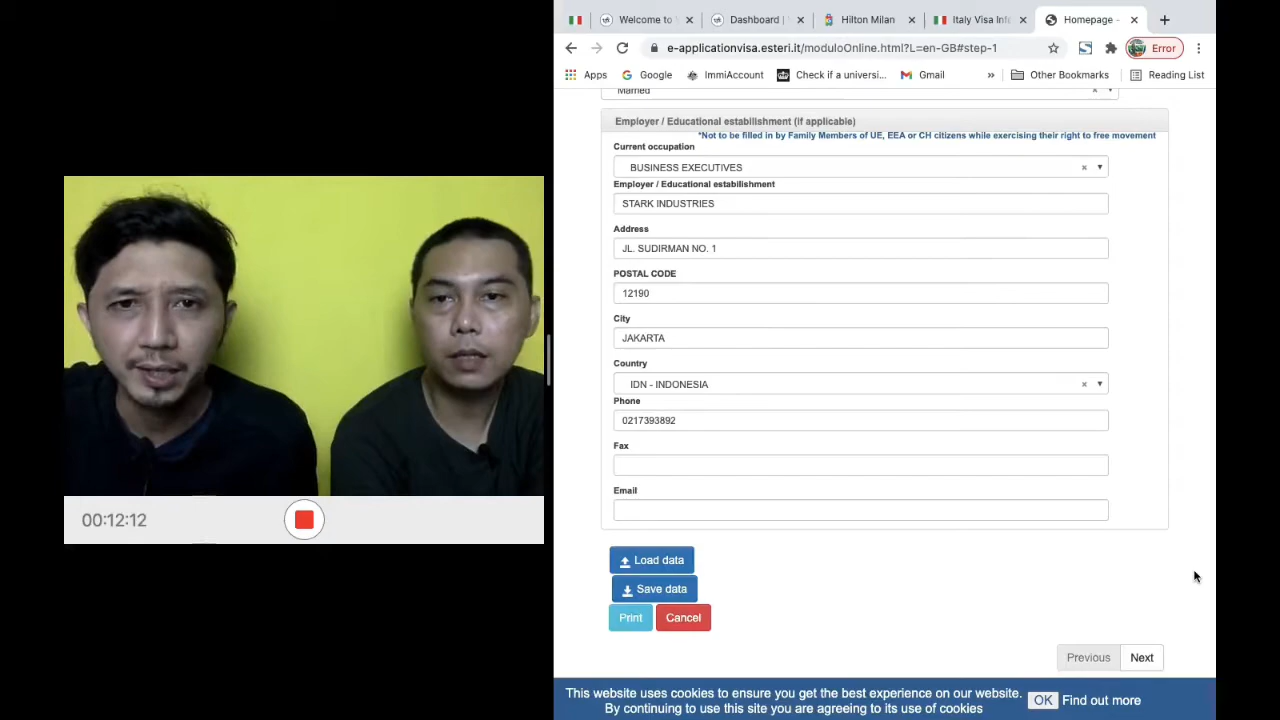 Welcome to
Dashboard |
Hilton Milan
Italy Visa Inf
Homepage -
e-applicationvisa.esteri.it/moduloOnline.html?L=en-GB#step-1
Error
Apps
Google
ImmiAccount
Check if a universi...
Gmail
»
Other Bookmarks
Reading List
Married
Employer / Educational estabilishment (if applicable)
*Not to be filled in by Family Members of UE, EEA or CH citizens while exercising their right to free movement
Current occupation
BUSINESS EXECUTIVES
Employer / Educational estabilishment
STARK INDUSTRIES
Address
JL. SUDIRMAN NO. 1
POSTAL CODE
12190
City
JAKARTA
Country
IDN - INDONESIA
Phone
0217393892
Fax
Email
Load data
Save data
Print Cancel
Previous Next
This website uses cookies to ensure you get the best experience on our website.
By continuing to use this site you are agreeing to its use of cookies
OK Find out more
00:12:12